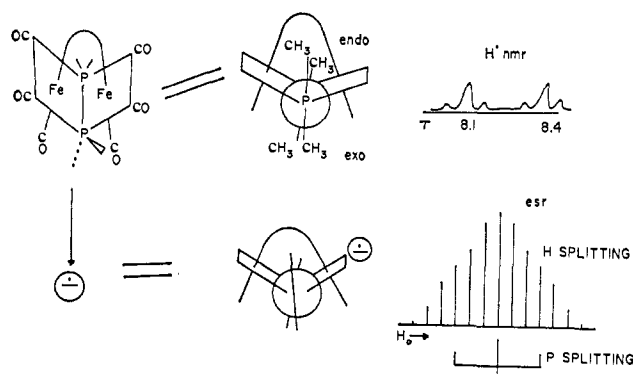 OC
CO
Fe
P
Fe
OC
CO
P
C
O
C
O
CH3
CH3
endo
P
CH3
CH3
exo
H' nmr
τ
8.1
8.4
esr
H SPLITTING
H₀→
P SPLITTING